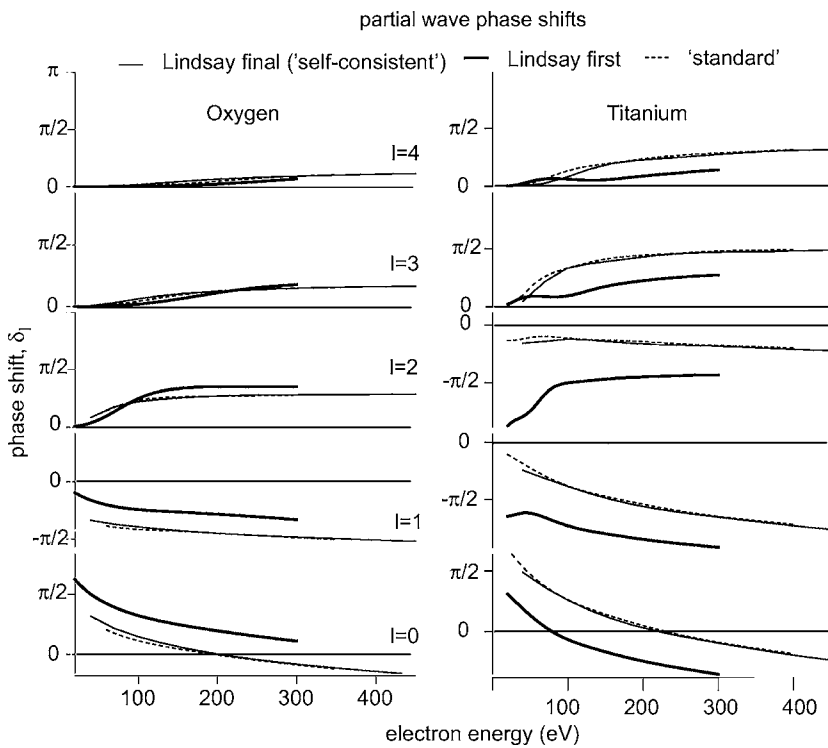 partial wave phase shifts
Lindsay final ('self-consistent') Lindsay first 'standard'
Oxygen
Titanium
phase shift, δl
π
π/2
0
l=4
π/2
0
l=3
π/2
0
l=2
0
-π/2
l=1
π/2
0
l=0
100 200 300 400
π/2
0
π/2
0
0
-π/2
0
-π/2
π/2
0
100 200 300 400
electron energy (eV)